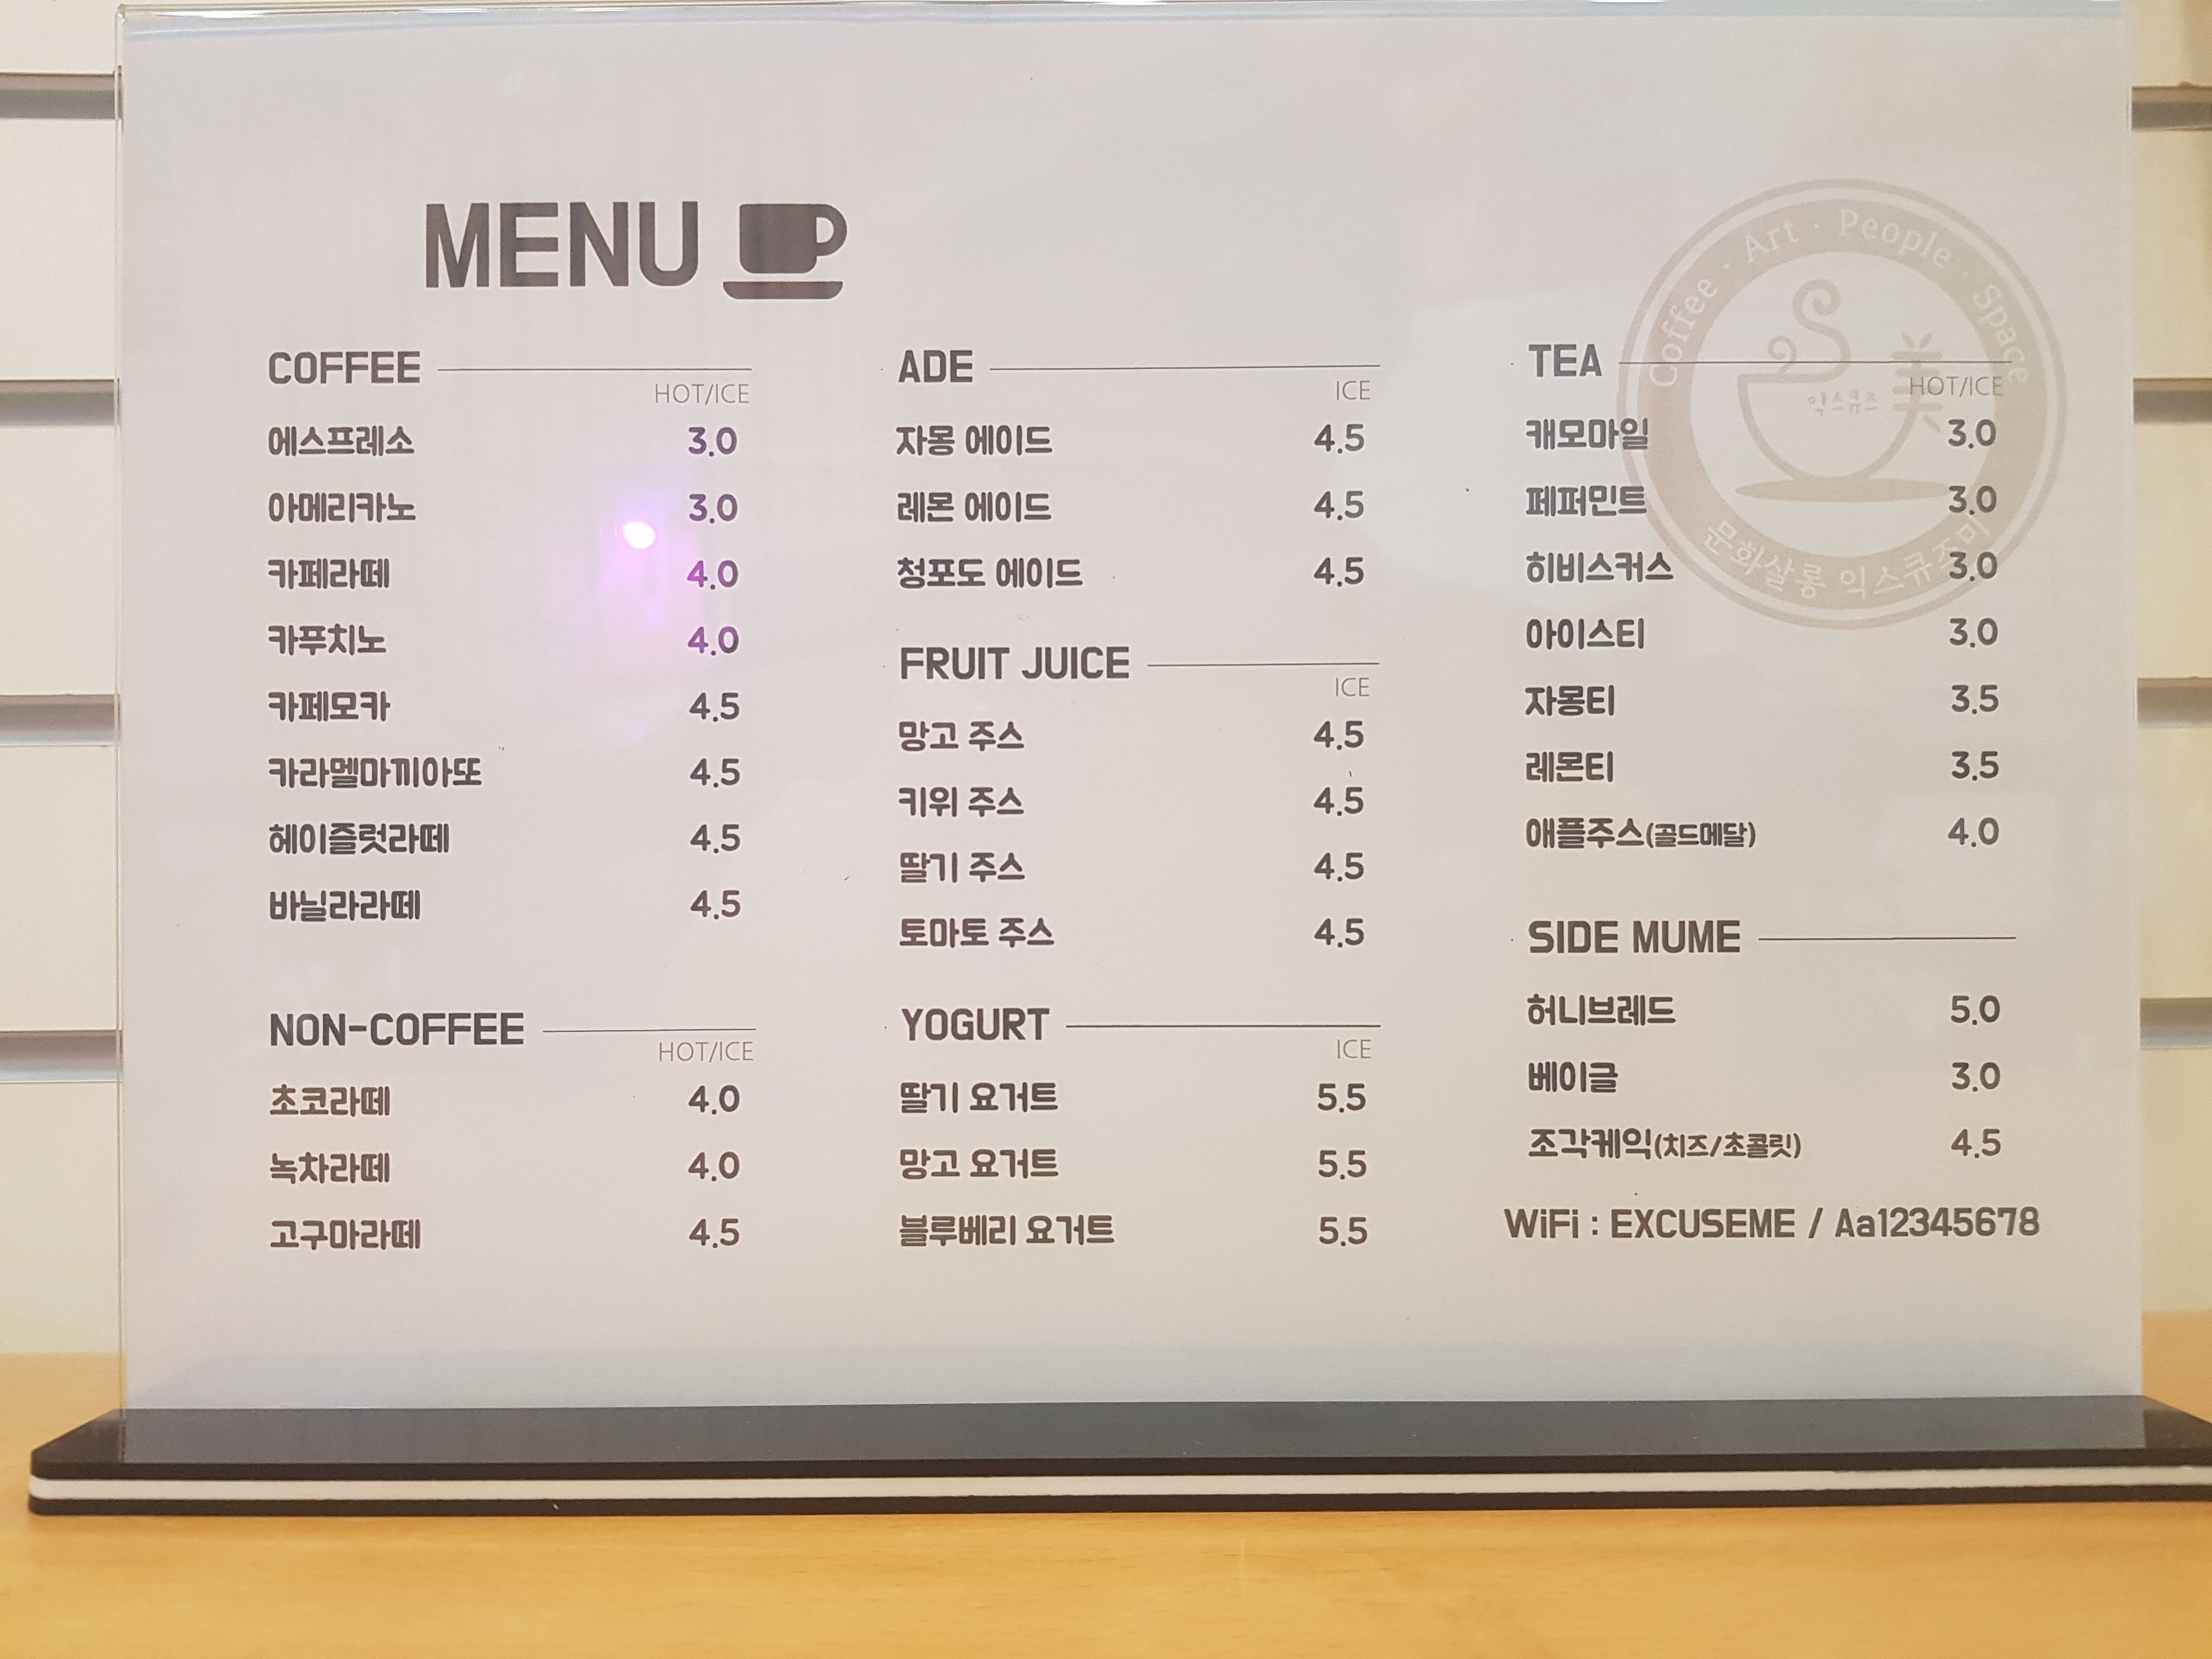 MENU
COFFEE
HOT/ICE
에스프레소 3.0
아메리카노 3.0
카페라떼 4.0
카푸치노 4.0
카페모카 4.5
카라멜마끼아또 4.5
헤이즐럿라떼 4.5
바닐라라떼 4.5
NON-COFFEE
HOT/ICE
초코라떼 4.0
녹차라떼 4.0
고구마라떼 4.5
ADE
ICE
자몽 에이드 4.5
레몬 에이드 4.5
청포도 에이드 4.5
FRUIT JUICE
ICE
망고 주스 4.5
키위 주스 4.5
딸기 주스 4.5
토마토 주스 4.5
YOGURT
ICE
딸기 요거트 5.5
망고 요거트 5.5
블루베리 요거트 5.5
Coffee · Art · People · Space
익스큐즈
美
문화살롱 익스큐즈미
TEA
HOT/ICE
캐모마일 3.0
페퍼민트 3.0
히비스커스 3.0
아이스티 3.0
자몽티 3.5
레몬티 3.5
애플주스(골드메달) 4.0
SIDE MUME
허니브레드 5.0
베이글 3.0
조각케익(치즈/초콜릿) 4.5
WiFi : EXCUSEME / Aa12345678